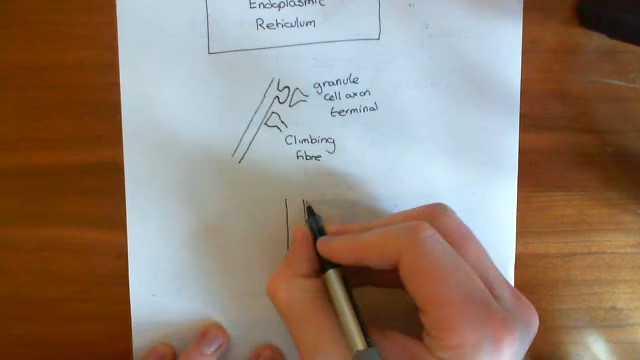 Endoplasmic
Reticulum
granule
cell axon
terminal
Climbing
fibre